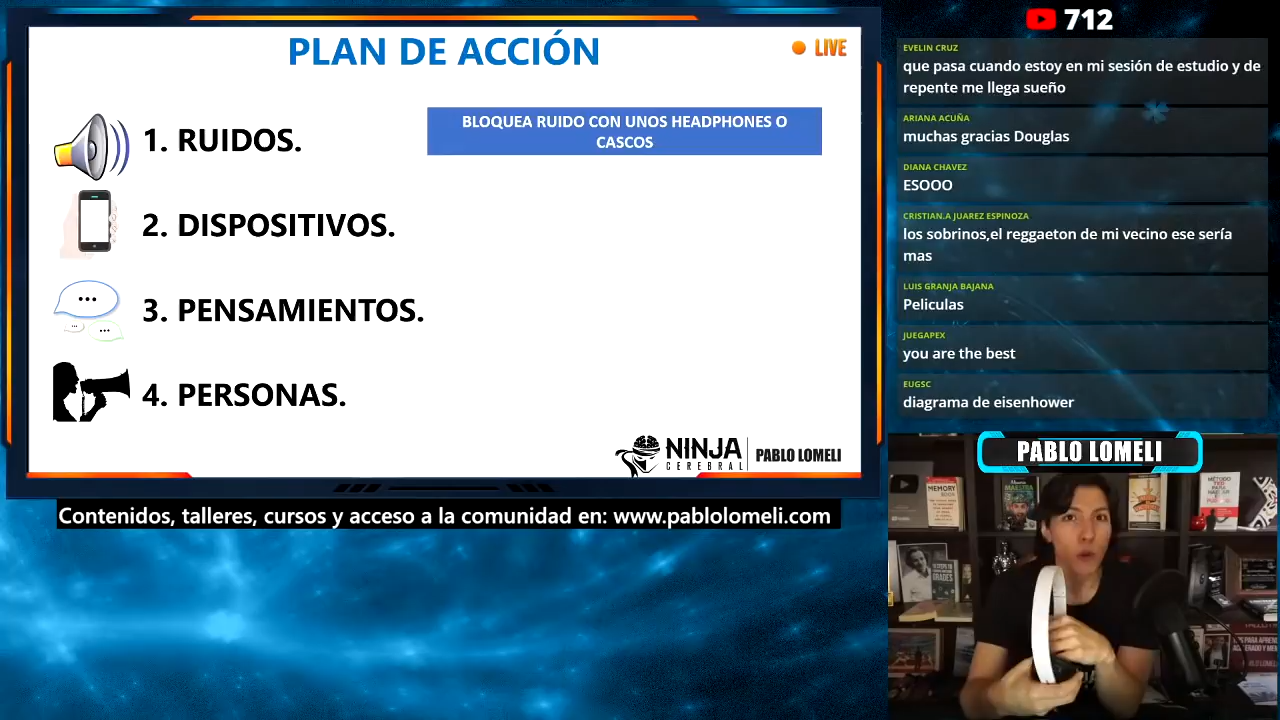 PLAN DE ACCIÓN
LIVE
1. RUIDOS.
BLOQUEA RUIDO CON UNOS HEADPHONES O
CASCOS
2. DISPOSITIVOS.
3. PENSAMIENTOS.
4. PERSONAS.
NINJA
CEREBRAL
PABLO LOMELI
Contenidos, talleres, cursos y acceso a la comunidad en: www.pablolomeli.com
712
EVELIN CRUZ
que pasa cuando estoy en mi sesión de estudio y de
repente me llega sueño
ARIANA ACUÑA
muchas gracias Douglas
DIANA CHAVEZ
ESOOO
CRISTIAN.A JUAREZ ESPINOZA
los sobrinos,el reggaeton de mi vecino ese sería
mas
LUIS GRANJA BAJANA
Peliculas
JUEGAPEX
you are the best
EUGSC
diagrama de eisenhower
PABLO LOMELI
MEMORY